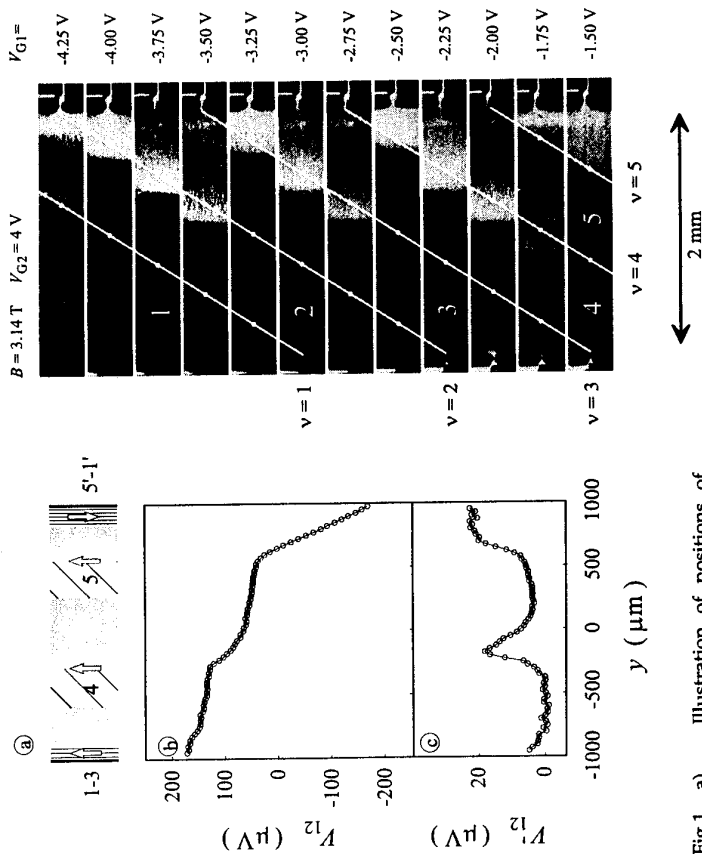 B = 3.14 T V_G2 = 4 V
V_G1 =
-4.25 V
-4.00 V
-3.75 V
-3.50 V
-3.25 V
-3.00 V
-2.75 V
-2.50 V
-2.25 V
-2.00 V
-1.75 V
-1.50 V
1
2
3
4
5
ν = 1
ν = 2
ν = 3
ν = 4
ν = 5
2 mm
a
1-3
4
5
5'-1'
b
200
100
0
-100
-200
V_12 (μV)
c
20
0
V'_12 (μV)
-1000
-500
0
500
1000
y ( μm )
Fig.1 a) Illustration of positions of